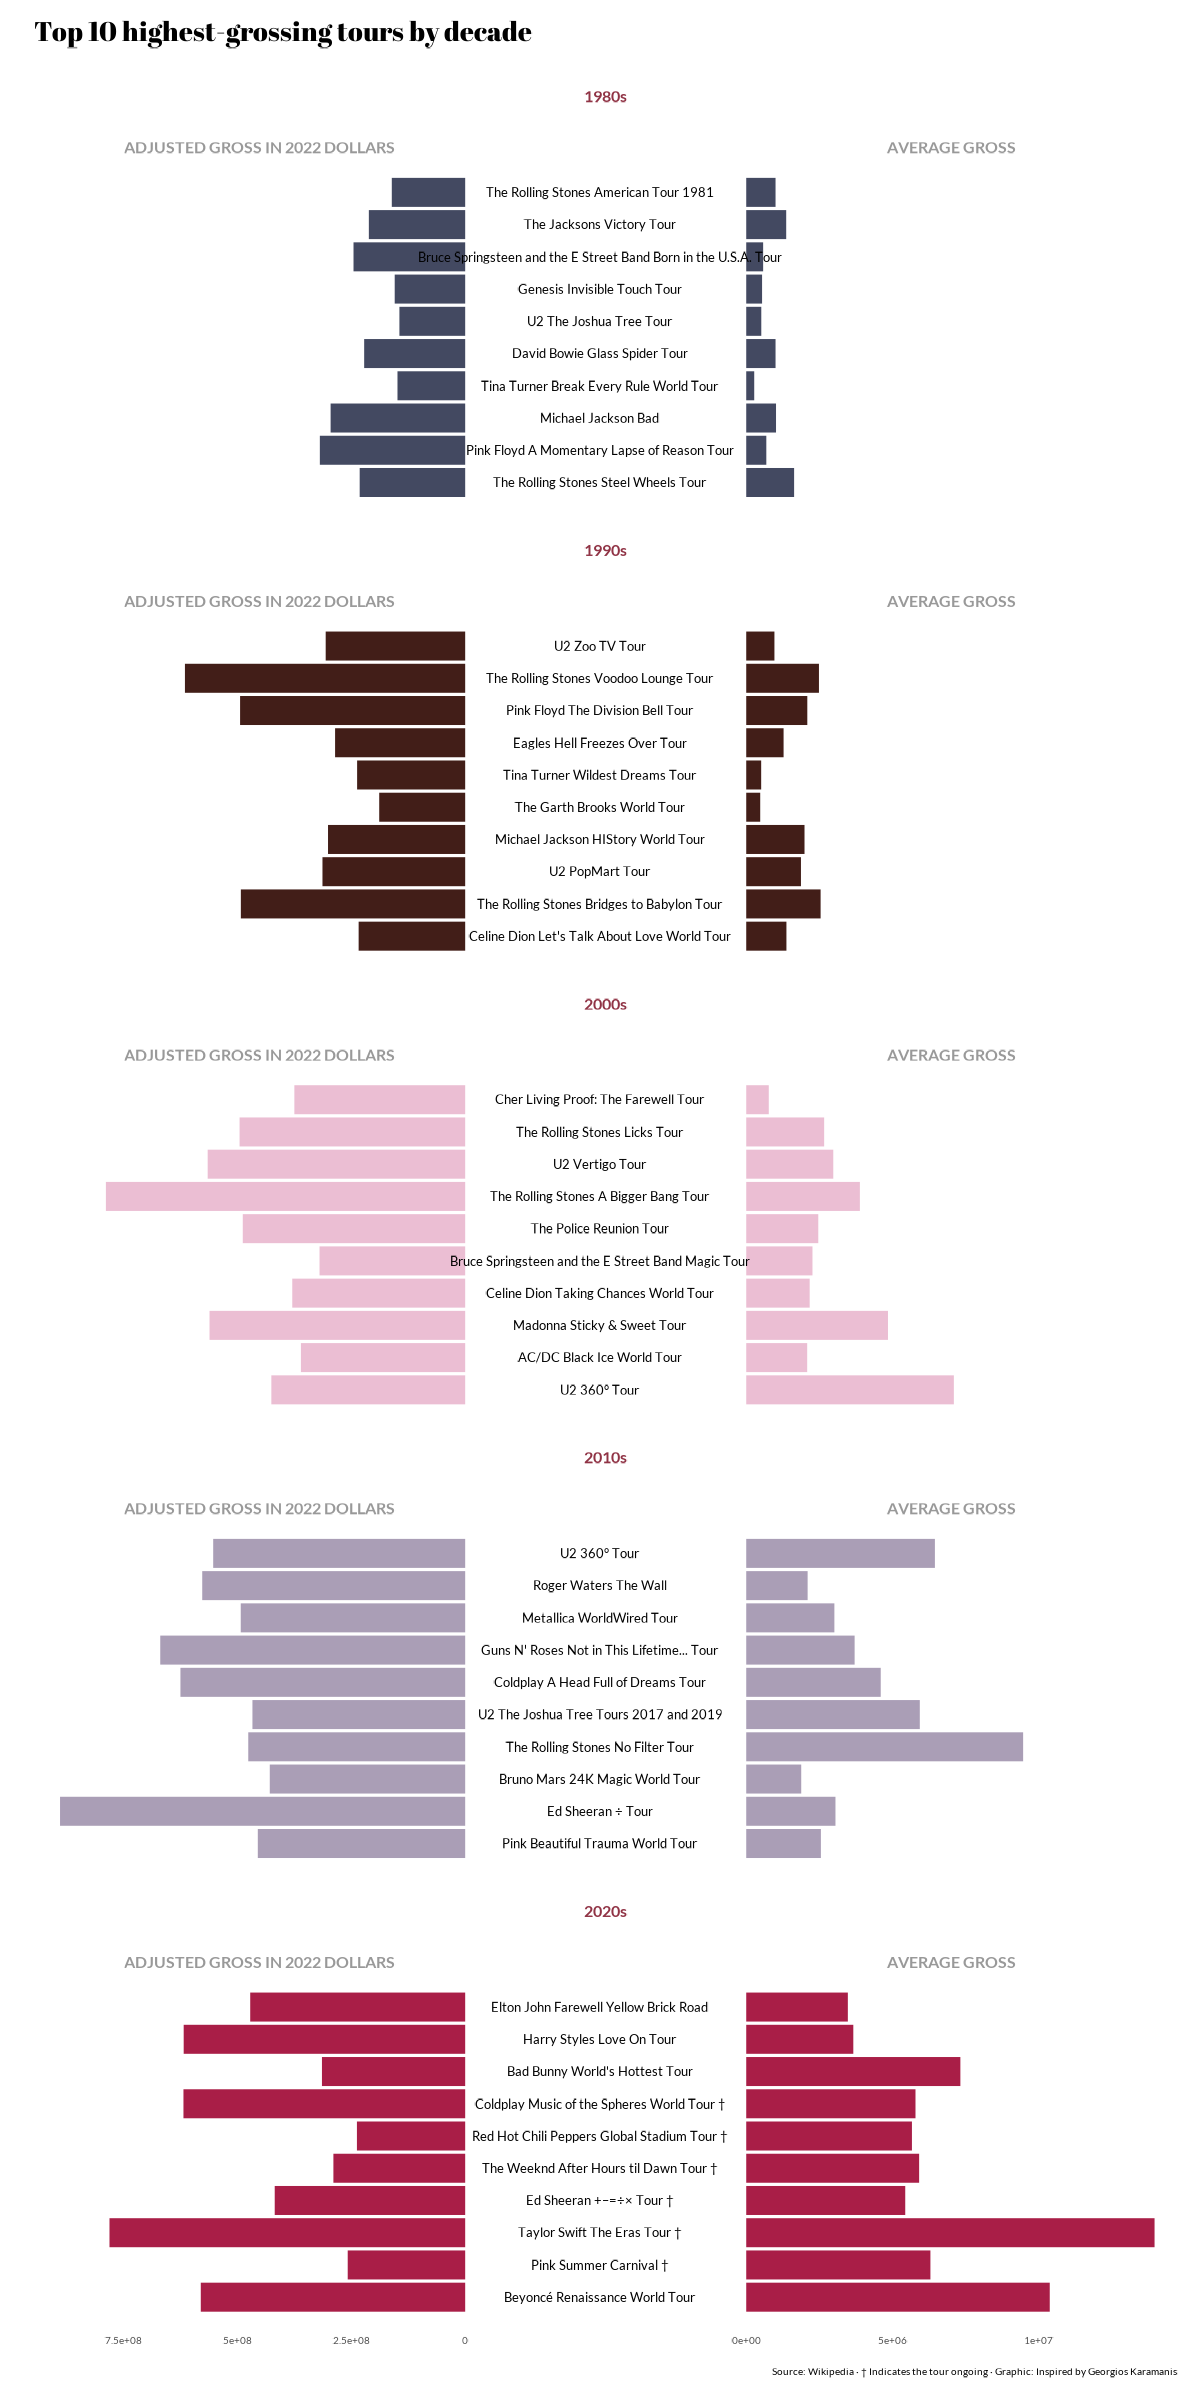 Top 10 highest-grossing tours by decade
1980s
ADJUSTED GROSS IN 2022 DOLLARS AVERAGE GROSS
The Rolling Stones American Tour 1981
The Jacksons Victory Tour
Bruce Springsteen and the E Street Band Born in the U.S.A. Tour
Genesis Invisible Touch Tour
U2 The Joshua Tree Tour
David Bowie Glass Spider Tour
Tina Turner Break Every Rule World Tour
Michael Jackson Bad
Pink Floyd A Momentary Lapse of Reason Tour
The Rolling Stones Steel Wheels Tour
1990s
ADJUSTED GROSS IN 2022 DOLLARS AVERAGE GROSS
U2 Zoo TV Tour
The Rolling Stones Voodoo Lounge Tour
Pink Floyd The Division Bell Tour
Eagles Hell Freezes Over Tour
Tina Turner Wildest Dreams Tour
The Garth Brooks World Tour
Michael Jackson HIStory World Tour
U2 PopMart Tour
The Rolling Stones Bridges to Babylon Tour
Celine Dion Let's Talk About Love World Tour
2000s
ADJUSTED GROSS IN 2022 DOLLARS AVERAGE GROSS
Cher Living Proof: The Farewell Tour
The Rolling Stones Licks Tour
U2 Vertigo Tour
The Rolling Stones A Bigger Bang Tour
The Police Reunion Tour
Bruce Springsteen and the E Street Band Magic Tour
Celine Dion Taking Chances World Tour
Madonna Sticky & Sweet Tour
AC/DC Black Ice World Tour
U2 360° Tour
2010s
ADJUSTED GROSS IN 2022 DOLLARS AVERAGE GROSS
U2 360° Tour
Roger Waters The Wall
Metallica WorldWired Tour
Guns N' Roses Not in This Lifetime... Tour
Coldplay A Head Full of Dreams Tour
U2 The Joshua Tree Tours 2017 and 2019
The Rolling Stones No Filter Tour
Bruno Mars 24K Magic World Tour
Ed Sheeran ÷ Tour
Pink Beautiful Trauma World Tour
2020s
ADJUSTED GROSS IN 2022 DOLLARS AVERAGE GROSS
Elton John Farewell Yellow Brick Road
Harry Styles Love On Tour
Bad Bunny World's Hottest Tour
Coldplay Music of the Spheres World Tour †
Red Hot Chili Peppers Global Stadium Tour †
The Weeknd After Hours til Dawn Tour †
Ed Sheeran +–=÷× Tour †
Taylor Swift The Eras Tour †
Pink Summer Carnival †
Beyoncé Renaissance World Tour
7.5e+08 5e+08 2.5e+08 0 0e+00 5e+06 1e+07
Source: Wikipedia · † Indicates the tour ongoing · Graphic: Inspired by Georgios Karamanis